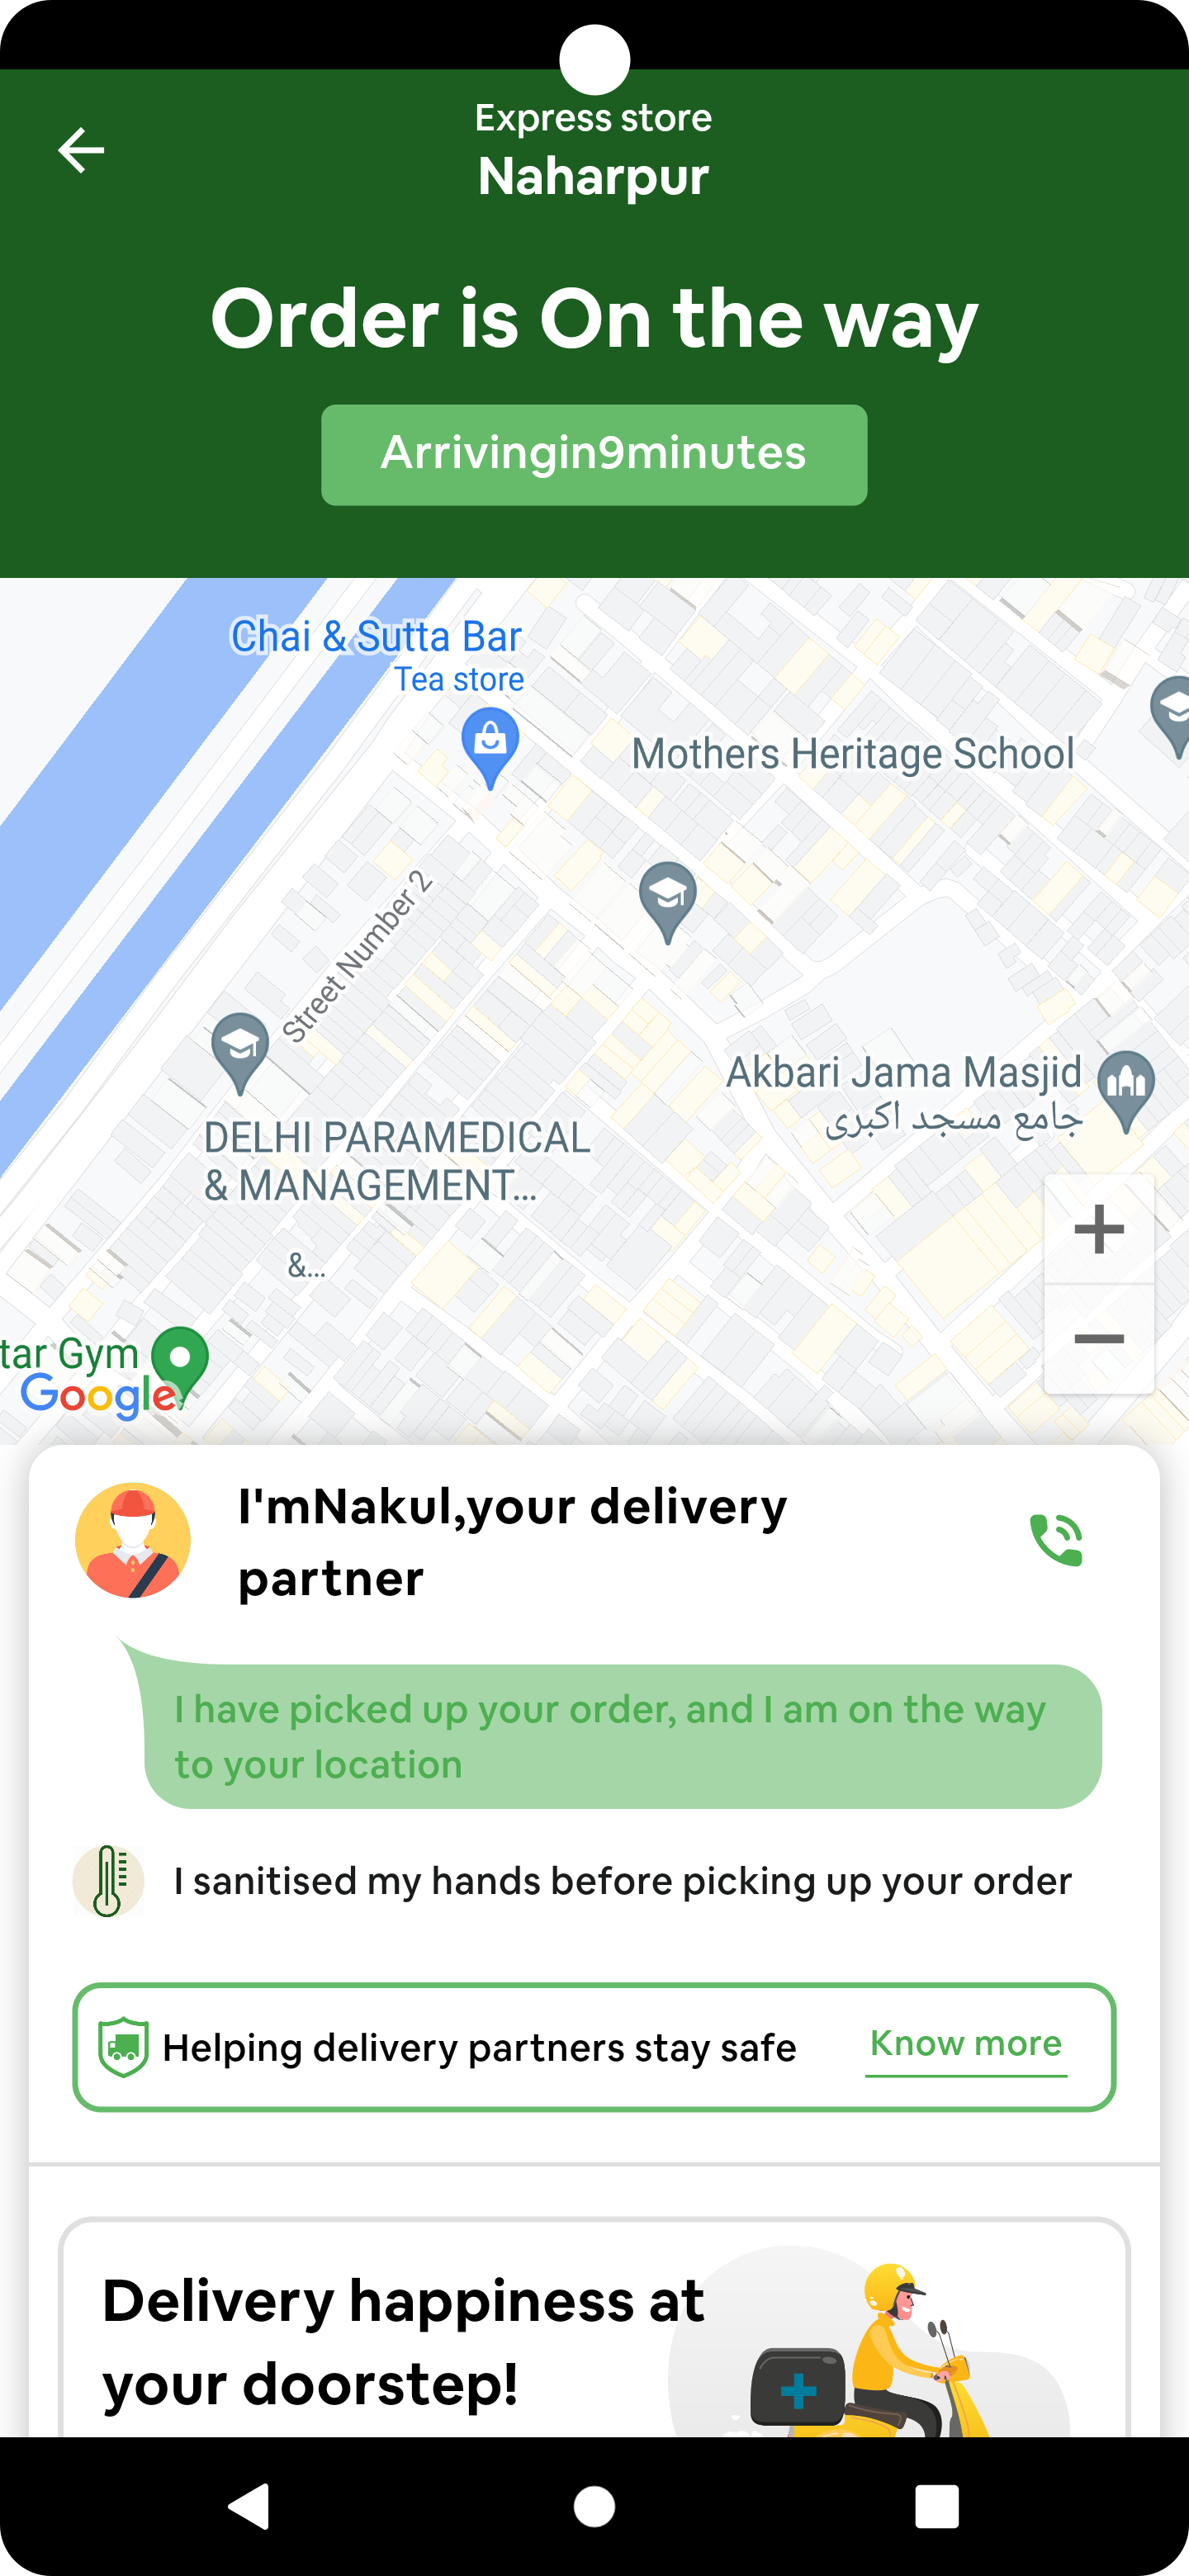 Express store
Naharpur
Order is On the way
Arrivingin9minutes
Chai & Sutta Bar
Tea store
Mothers Heritage School
Street Number 2
Akbari Jama Masjid
جامع مسجد اكبرى
DELHI PARAMEDICAL
& MANAGEMENT...
&...
tar Gym
Google
I'mNakul,your delivery
partner
I have picked up your order, and I am on the way
to your location
I sanitised my hands before picking up your order
Helping delivery partners stay safe
Know more
Delivery happiness at
your doorstep!